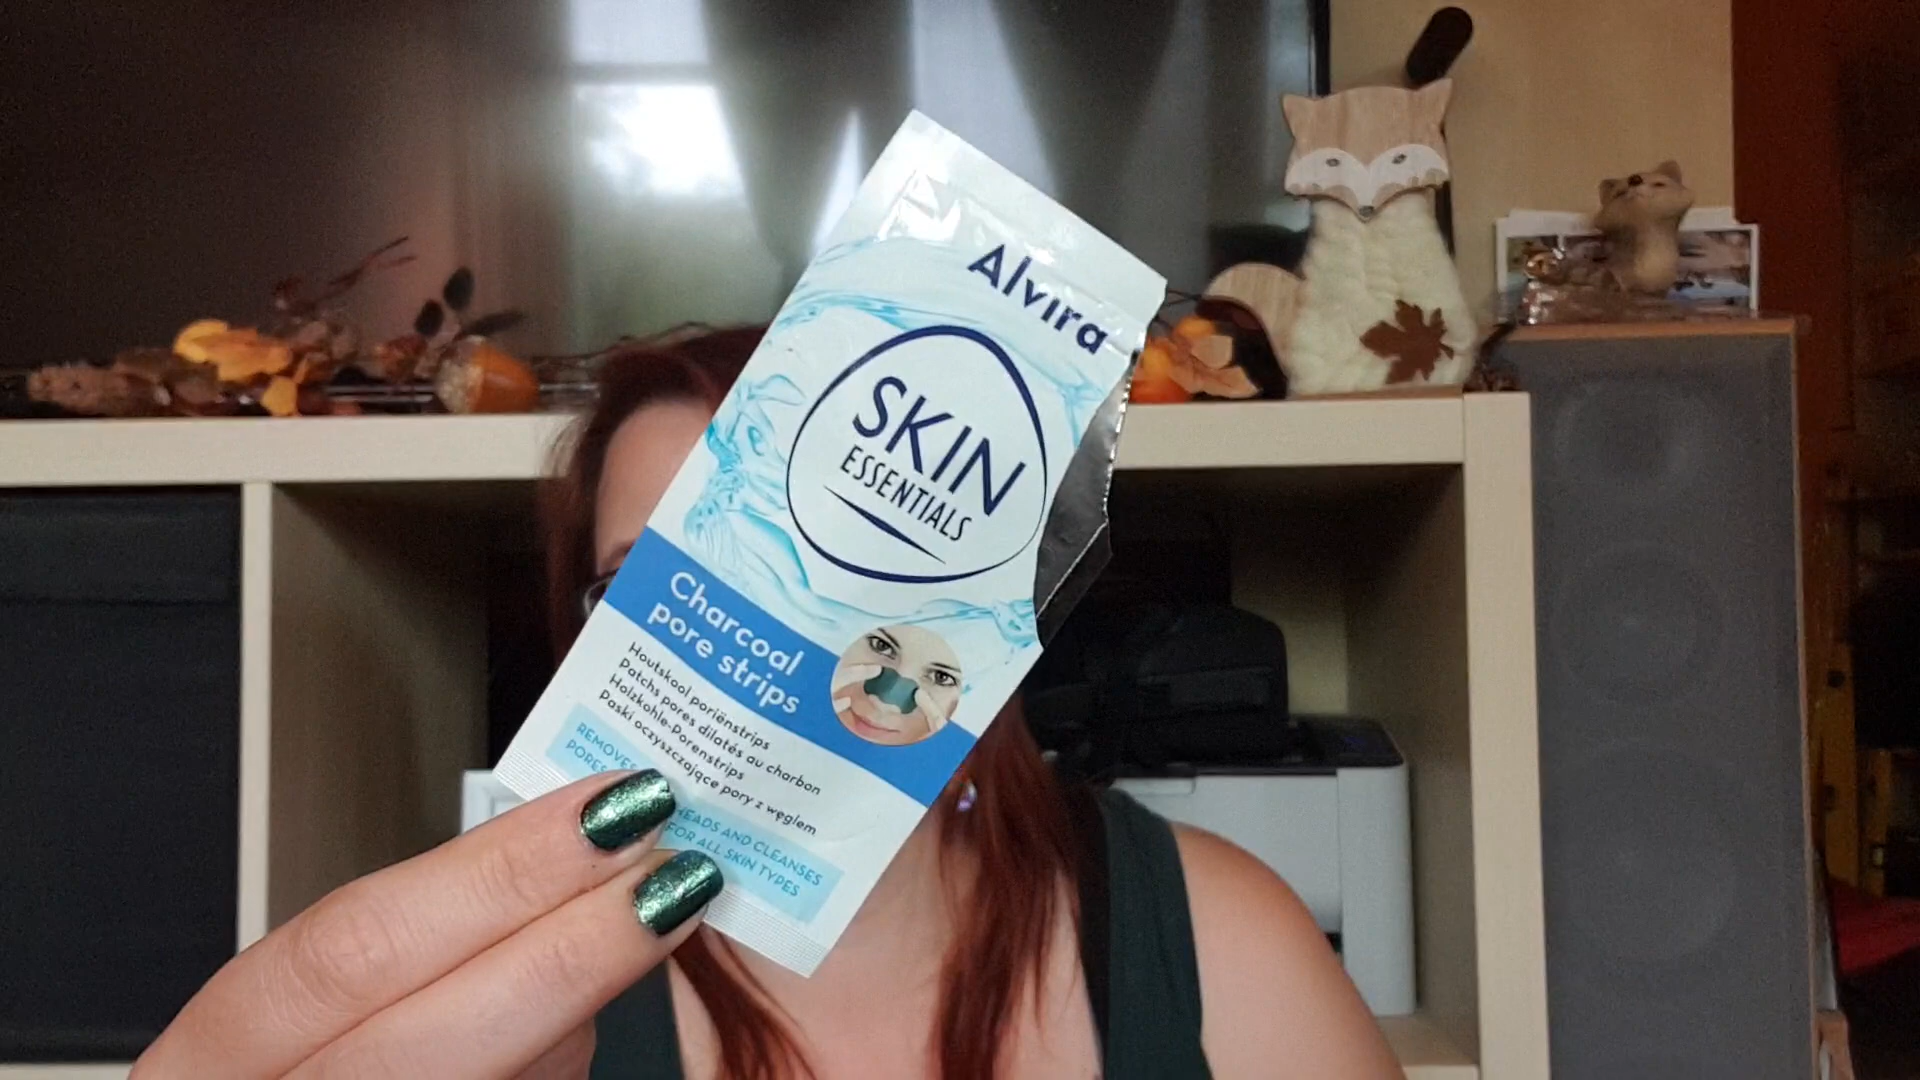 Alvira
SKIN
ESSENTIALS
Charcoal
pore strips
Houtskool poriënstrips
Patchs pores dilatés au charbon
Holzkohle-Porenstrips
Paski oczyszczające pory z węglem
REMOVES HEADS AND CLEANSES
PORES FOR ALL SKIN TYPES